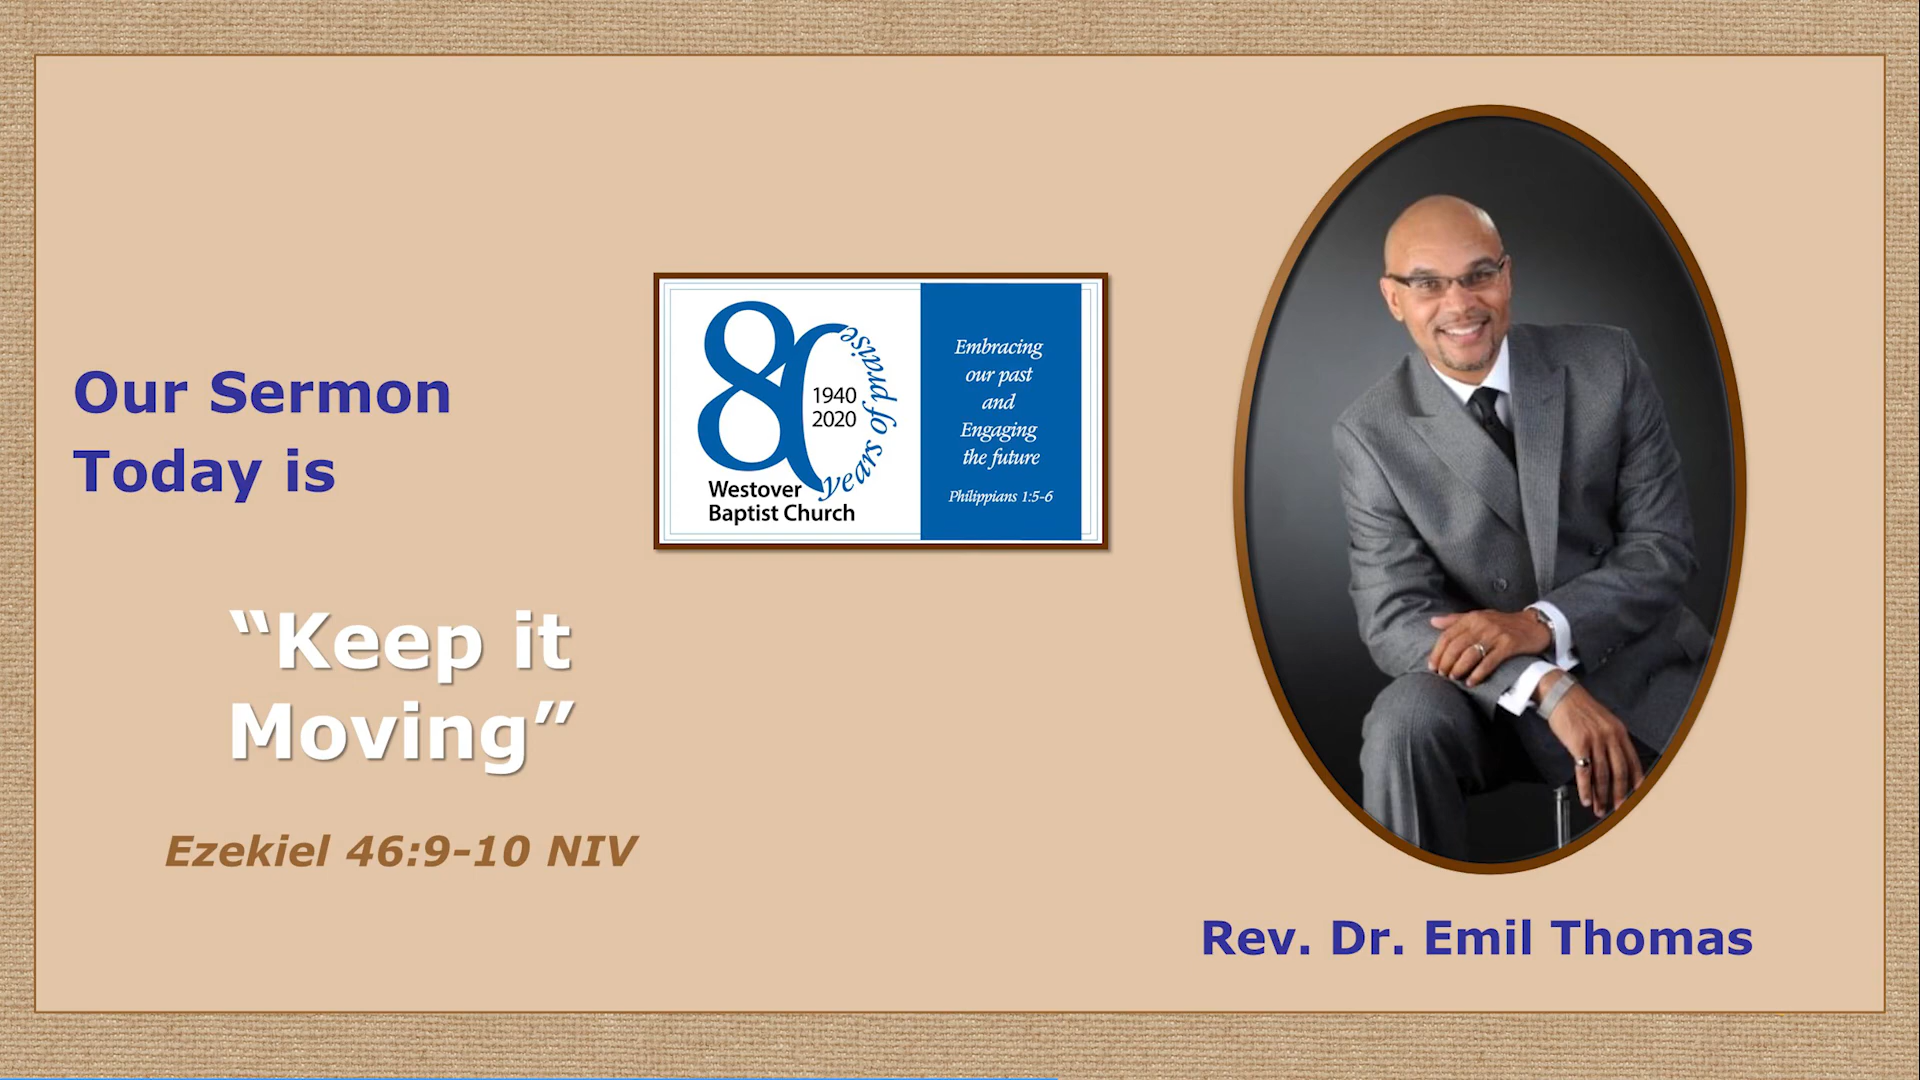 Our Sermon
Today is
“Keep it
Moving”
Ezekiel 46:9-10 NIV
80
1940
2020
years of praise
Westover
Baptist Church
Embracing
our past
and
Engaging
the future
Philippians 1:5-6
Rev. Dr. Emil Thomas